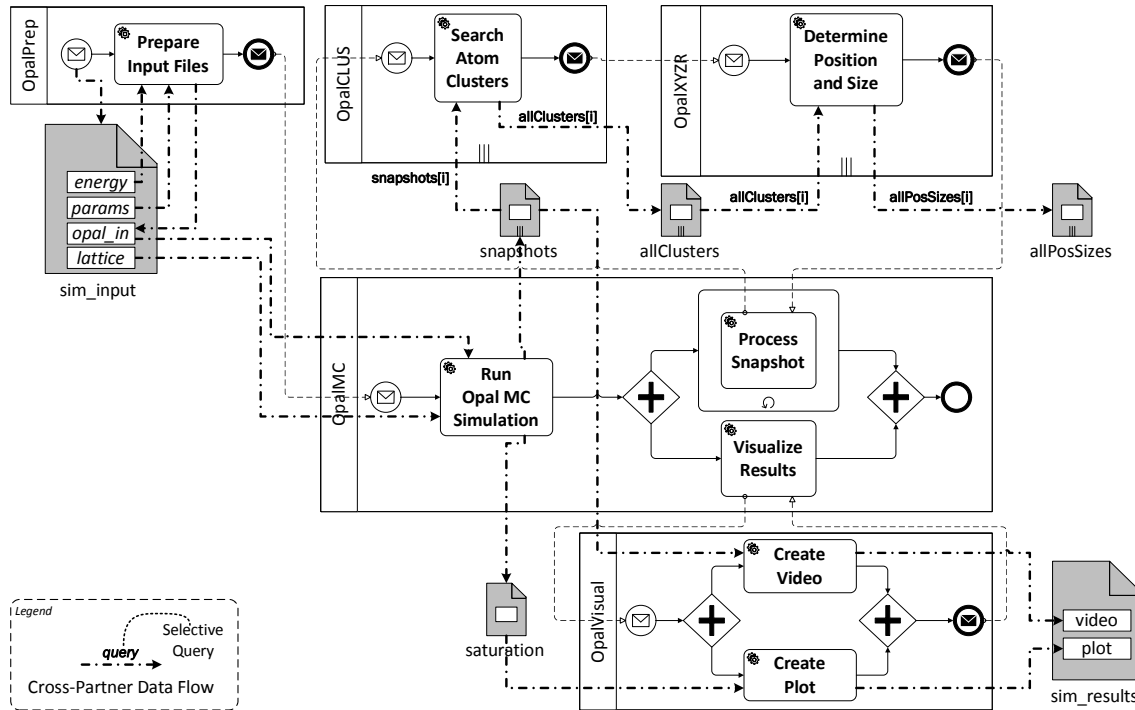 OpalPrep
Prepare
Input Files
OpalCLUS
Search
Atom
Clusters
OpalXYZR
Determine
Position
and Size
allClusters[i]
snapshots[i]
allClusters[i]
allPosSizes[i]
energy
params
opal_in
lattice
sim_input
snapshots
allClusters
allPosSizes
OpalMC
Run
Opal MC
Simulation
Process
Snapshot
Visualize
Results
OpalVisual
Create
Video
Create
Plot
saturation
video
plot
sim_results
Legend
query
Selective
Query
Cross-Partner Data Flow